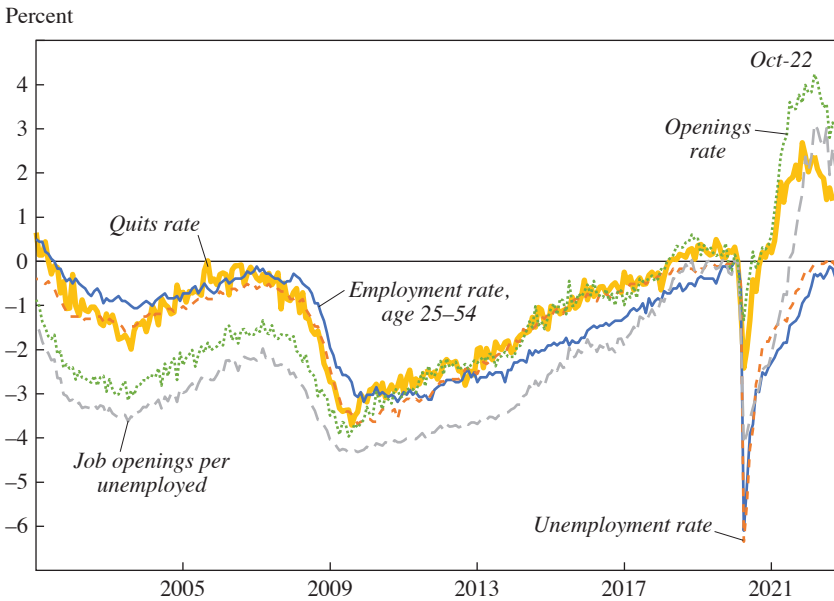 Percent
Oct-22
4
3
Openings
rate
2
1
Quits rate
0
Employment rate,
age 25–54
–1
–2
–3
–4
Job openings per
unemployed
–5
–6
Unemployment rate
2005
2009
2013
2017
2021